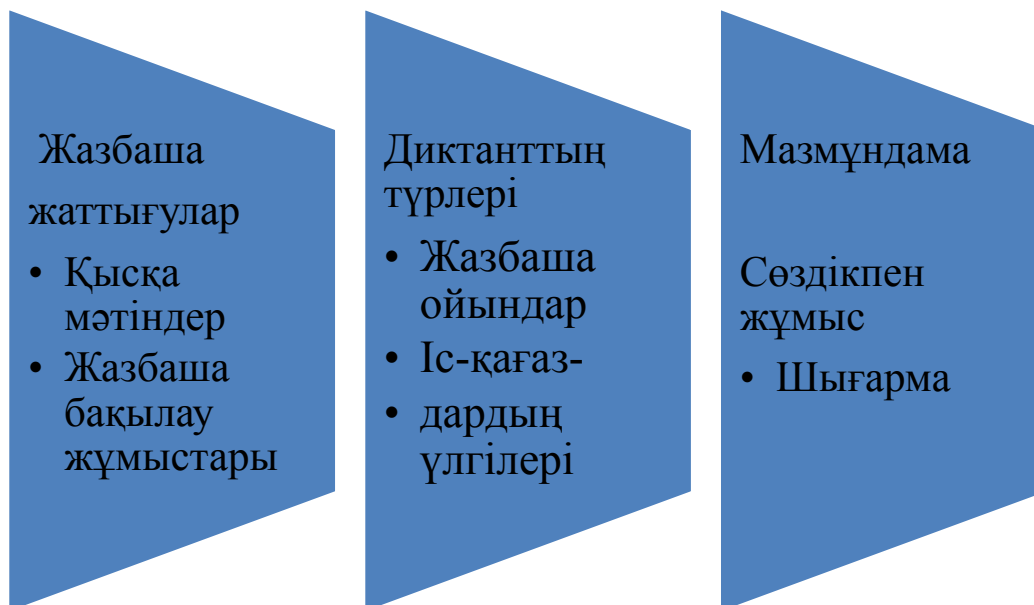 Жазбаша
жаттығулар
• Қысқа
мәтіндер
• Жазбаша
бақылау
жұмыстары
Диктанттың
түрлері
• Жазбаша
ойындар
• Іс-қағаз-
• дардың
үлгілері
Мазмұндама
Сөздікпен
жұмыс
• Шығарма